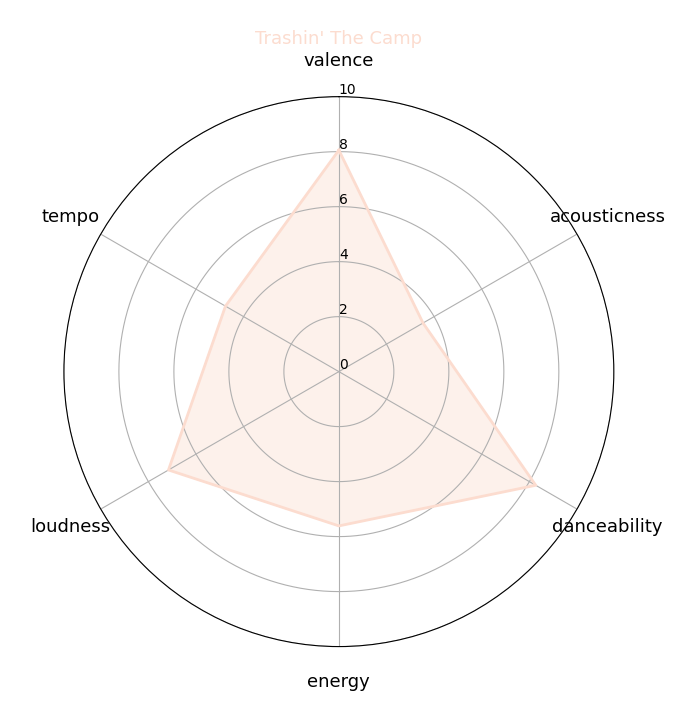 Trashin' The Camp
valence
10
8
tempo
6
acousticness
4
2
0
loudness
danceability
energy